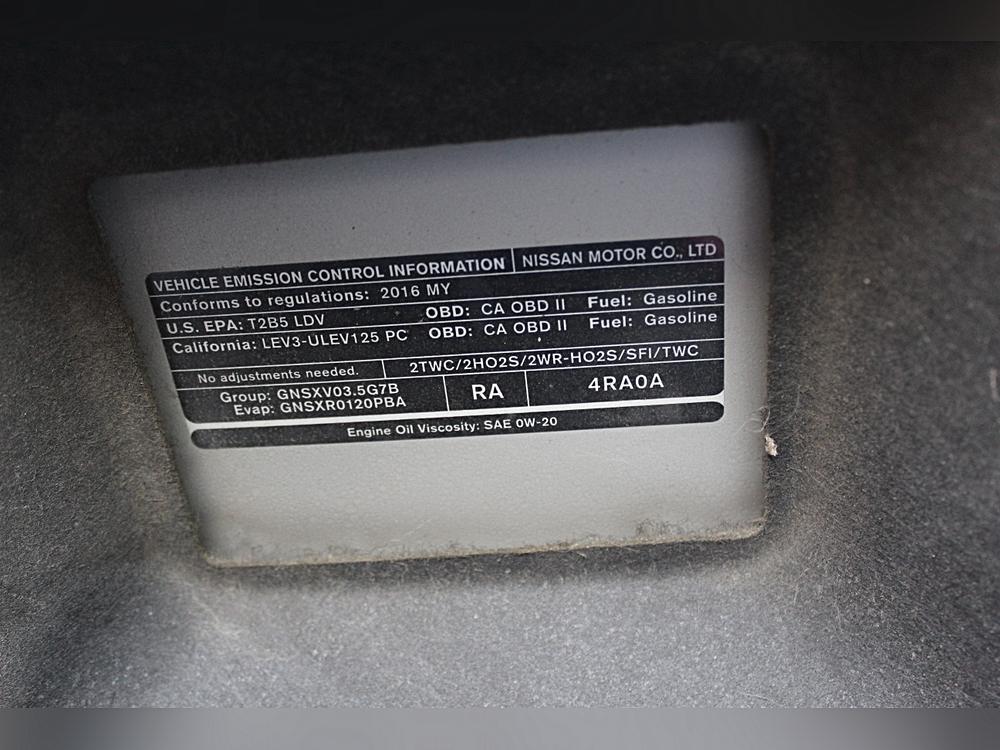 VEHICLE EMISSION CONTROL INFORMATION NISSAN MOTOR CO., LTD
Conforms to regulations: 2016 MY
U.S. EPA: T2B5 LDV OBD: CA OBD II Fuel: Gasoline
California: LEV3-ULEV125 PC OBD: CA OBD II Fuel: Gasoline
No adjustments needed. 2TWC/2HO2S/2WR-HO2S/SFI/TWC
Group: GNSXV03.5G7B RA 4RA0A
Evap: GNSXR0120PBA
Engine Oil Viscosity: SAE 0W-20